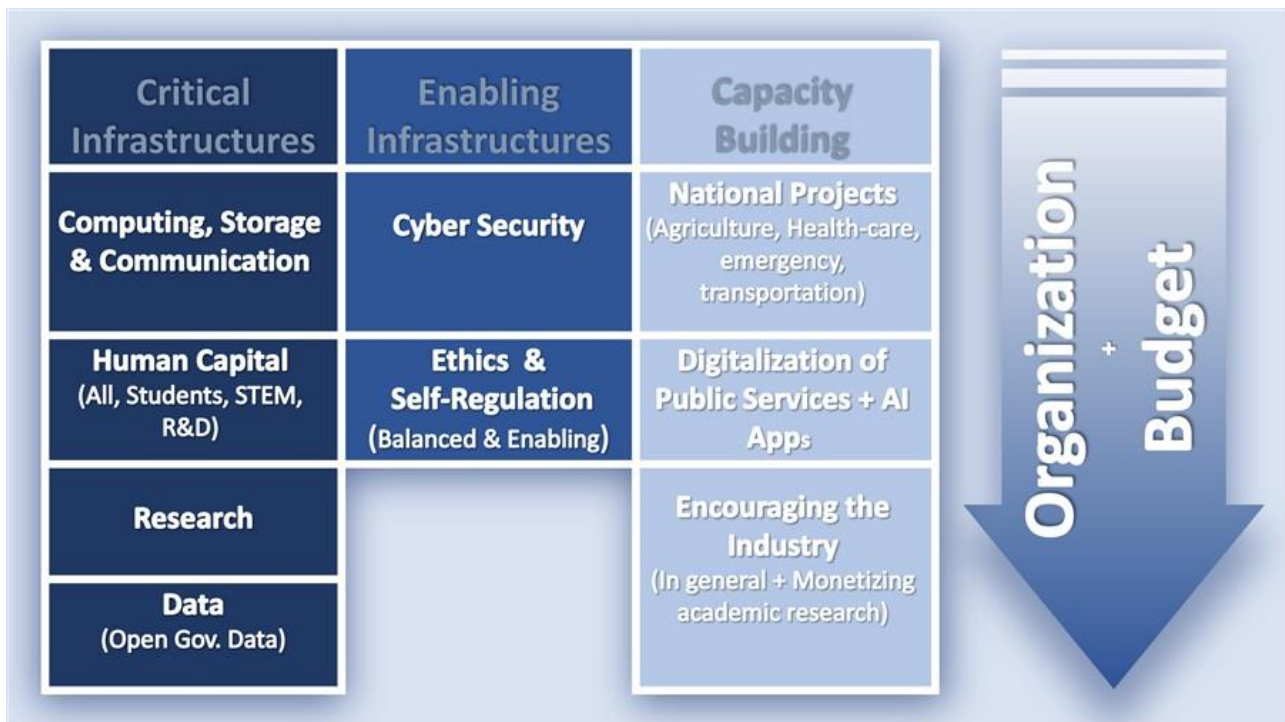 Critical
Infrastructures
Computing, Storage
& Communication
Human Capital
(All, Students, STEM,
R&D)
Research
Data
(Open Gov. Data)
Enabling
Infrastructures
Cyber Security
Ethics &
Self-Regulation
(Balanced & Enabling)
Capacity
Building
National Projects
(Agriculture, Health-care,
emergency,
transportation)
Digitalization of
Public Services + AI
Apps
Encouraging the
Industry
(In general + Monetizing
academic research)
Organization
+
Budget